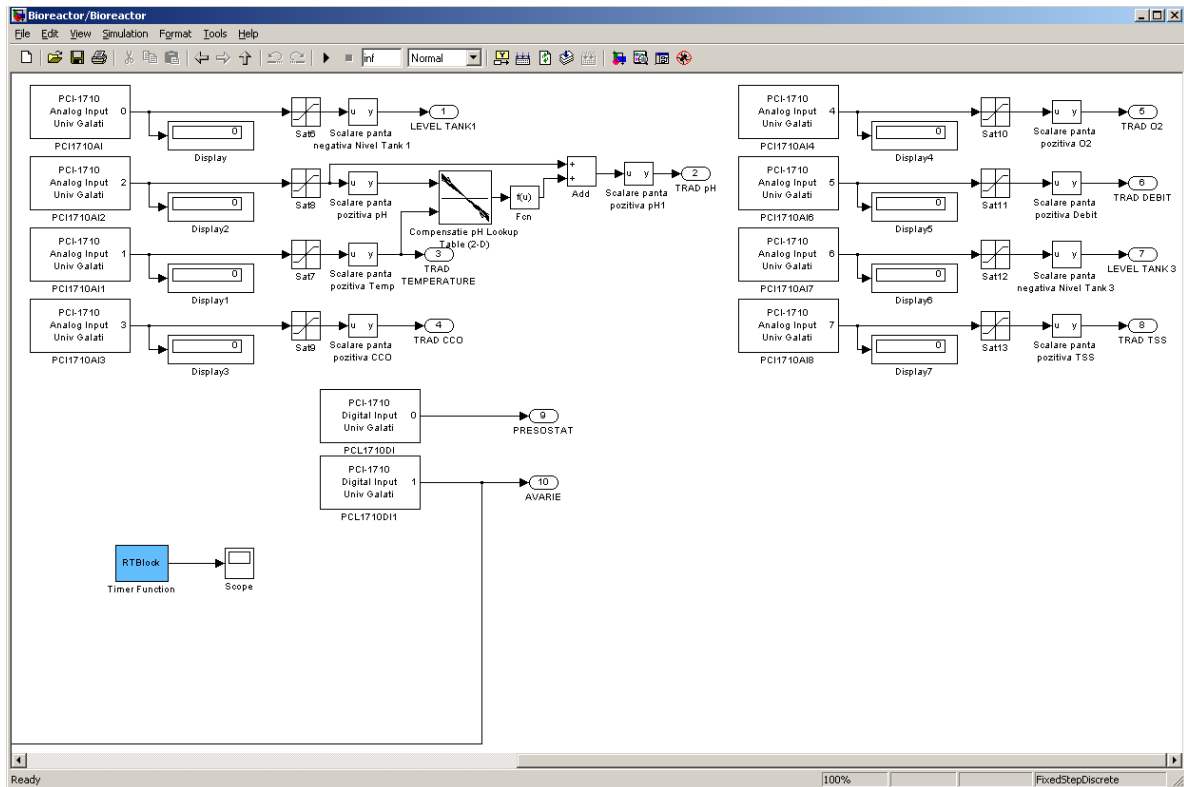 Bioreactor/Bioreactor
File Edit View Simulation Format Tools Help
inf Normal
PCI-1710
Analog Input 0
Univ Galati
PCI1710AI
0
Display
Sat6
u y
Scalare panta
negativa Nivel Tank 1
1
LEVEL TANK1
PCI-1710
Analog Input 2
Univ Galati
PCI1710AI2
0
Display2
Sat8
u y
Scalare panta
pozitiva pH
Compensatie pH Lookup
Table (2-D)
f(u)
Fcn
+
+
Add
u y
Scalare panta
pozitiva pH1
2
TRAD pH
PCI-1710
Analog Input 1
Univ Galati
PCI1710AI1
0
Display1
Sat7
u y
Scalare panta
pozitiva Temp
3
TRAD
TEMPERATURE
PCI-1710
Analog Input 3
Univ Galati
PCI1710AI3
0
Display3
Sat9
u y
Scalare panta
pozitiva CCO
4
TRAD CCO
PCI-1710
Analog Input 4
Univ Galati
PCI1710AI4
0
Display4
Sat10
u y
Scalare panta
pozitiva O2
5
TRAD O2
PCI-1710
Analog Input 5
Univ Galati
PCI1710AI6
0
Display5
Sat11
u y
Scalare panta
pozitiva Debit
6
TRAD DEBIT
PCI-1710
Analog Input 6
Univ Galati
PCI1710AI7
0
Display6
Sat12
u y
Scalare panta
negativa Nivel Tank 3
7
LEVEL TANK 3
PCI-1710
Analog Input 7
Univ Galati
PCI1710AI8
0
Display7
Sat13
u y
Scalare panta
pozitiva TSS
8
TRAD TSS
PCI-1710
Digital Input 0
Univ Galati
PCL1710DI
9
PRESOSTAT
PCI-1710
Digital Input 1
Univ Galati
PCL1710DI1
10
AVARIE
RTBlock
Timer Function
Scope
Ready 100% FixedStepDiscrete